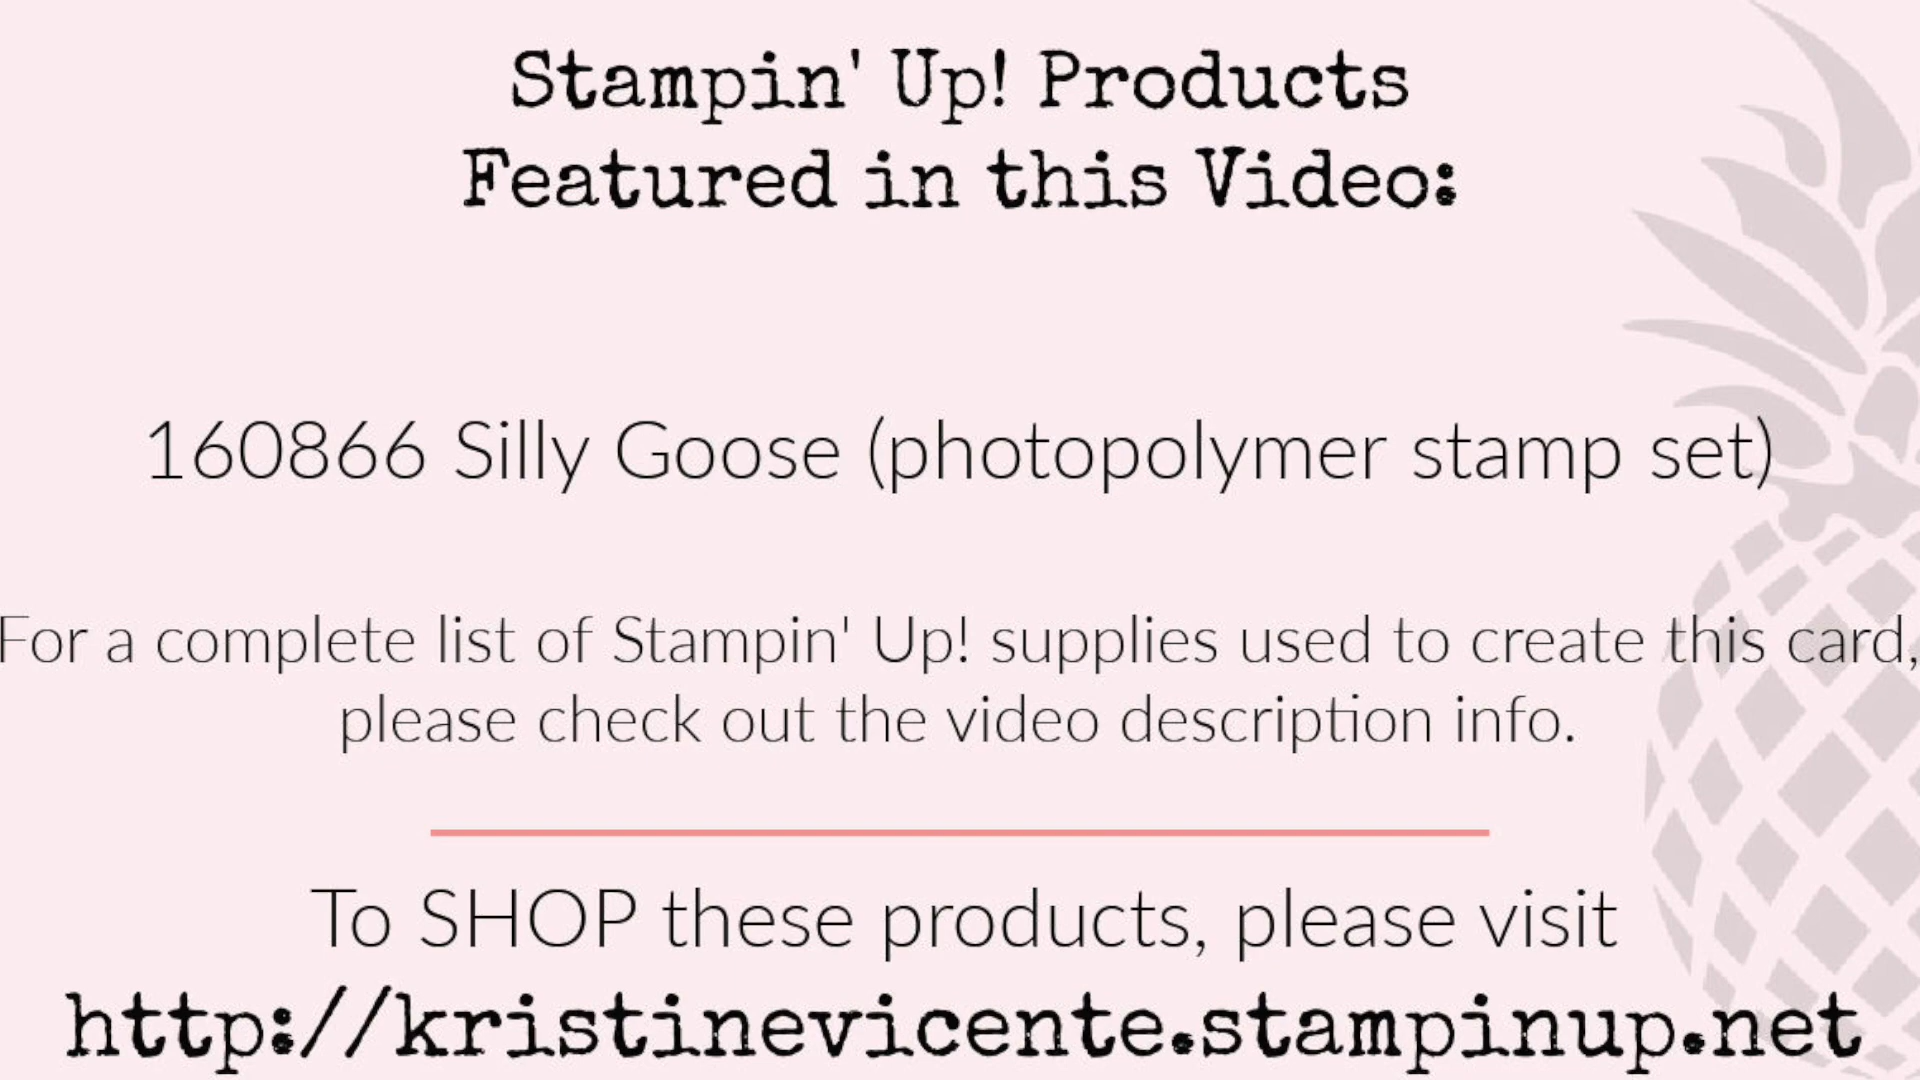 Stampin' Up! Products
Featured in this Video:
160866 Silly Goose (photopolymer stamp set)
For a complete list of Stampin' Up! supplies used to create this card,
please check out the video description info.
To SHOP these products, please visit
http://kristinevicente.stampinup.net